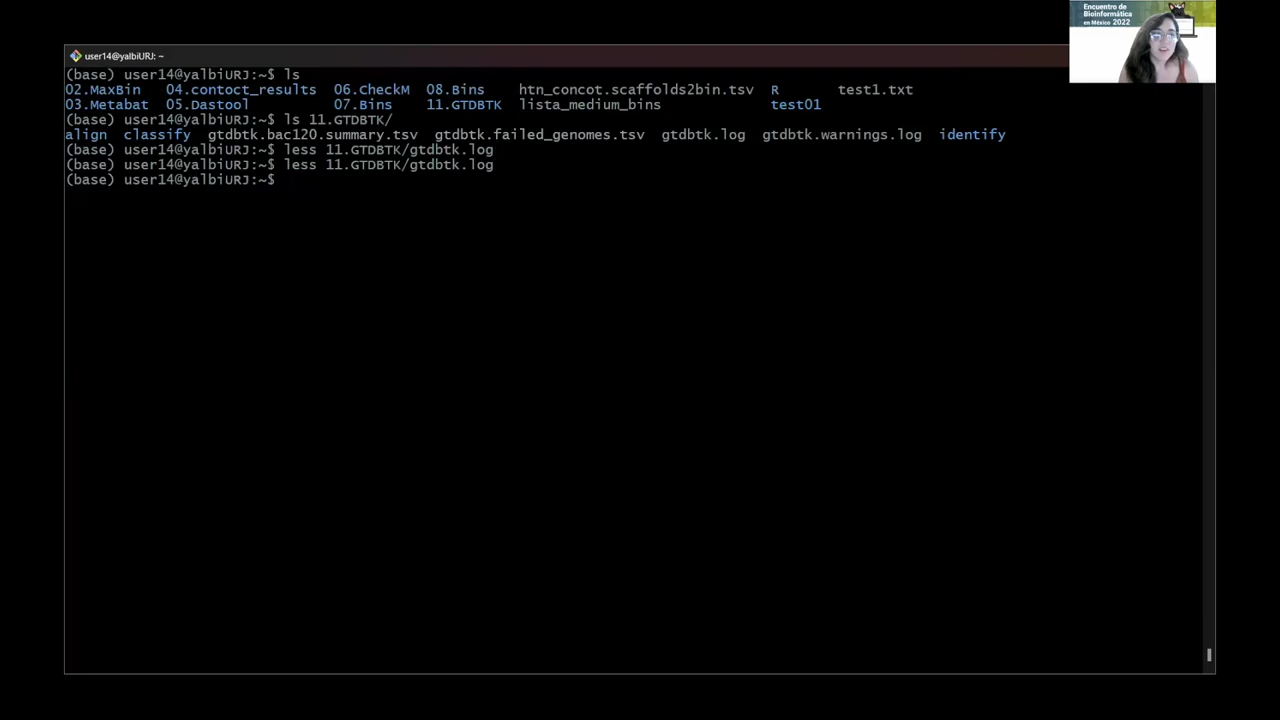 Encuentro de
Bioinformática
en México 2022
user14@yalbiURJ: ~
(base) user14@yalbiURJ:~$ ls
02.MaxBin 04.contoct_results 06.CheckM 08.Bins htn_concot.scaffolds2bin.tsv R test1.txt
03.Metabat 05.Dastool 07.Bins 11.GTDBTK lista_medium_bins test01
(base) user14@yalbiURJ:~$ ls 11.GTDBTK/
align classify gtdbtk.bac120.summary.tsv gtdbtk.failed_genomes.tsv gtdbtk.log gtdbtk.warnings.log identify
(base) user14@yalbiURJ:~$ less 11.GTDBTK/gtdbtk.log
(base) user14@yalbiURJ:~$ less 11.GTDBTK/gtdbtk.log
(base) user14@yalbiURJ:~$